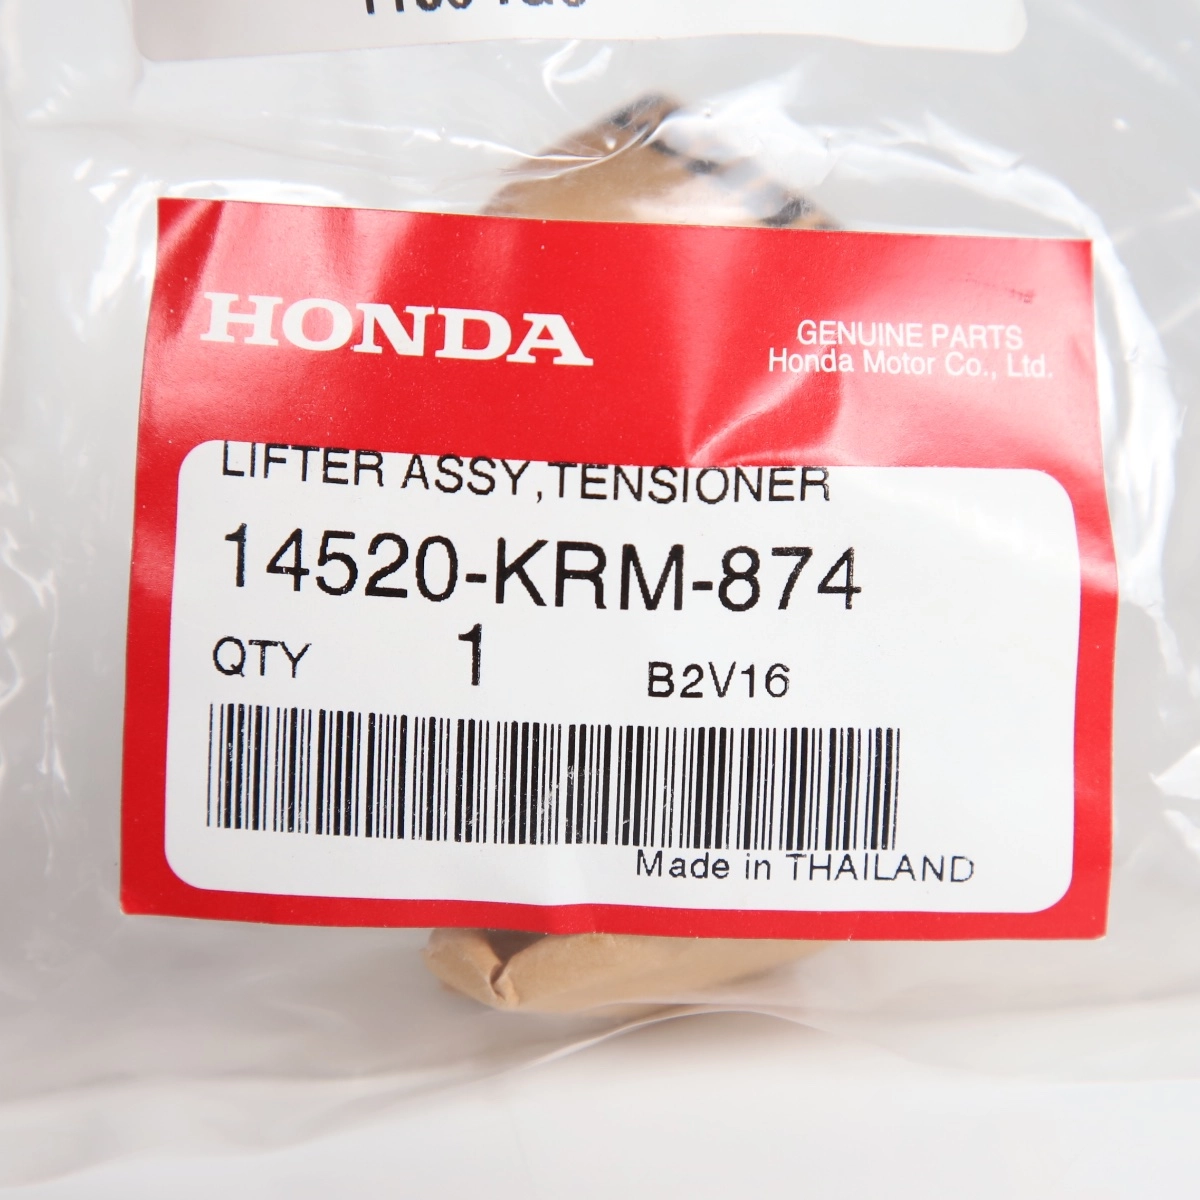 HONDA
GENUINE PARTS
Honda Motor Co., Ltd.
LIFTER ASSY,TENSIONER
14520-KRM-874
QTY 1 B2V16
Made in THAILAND